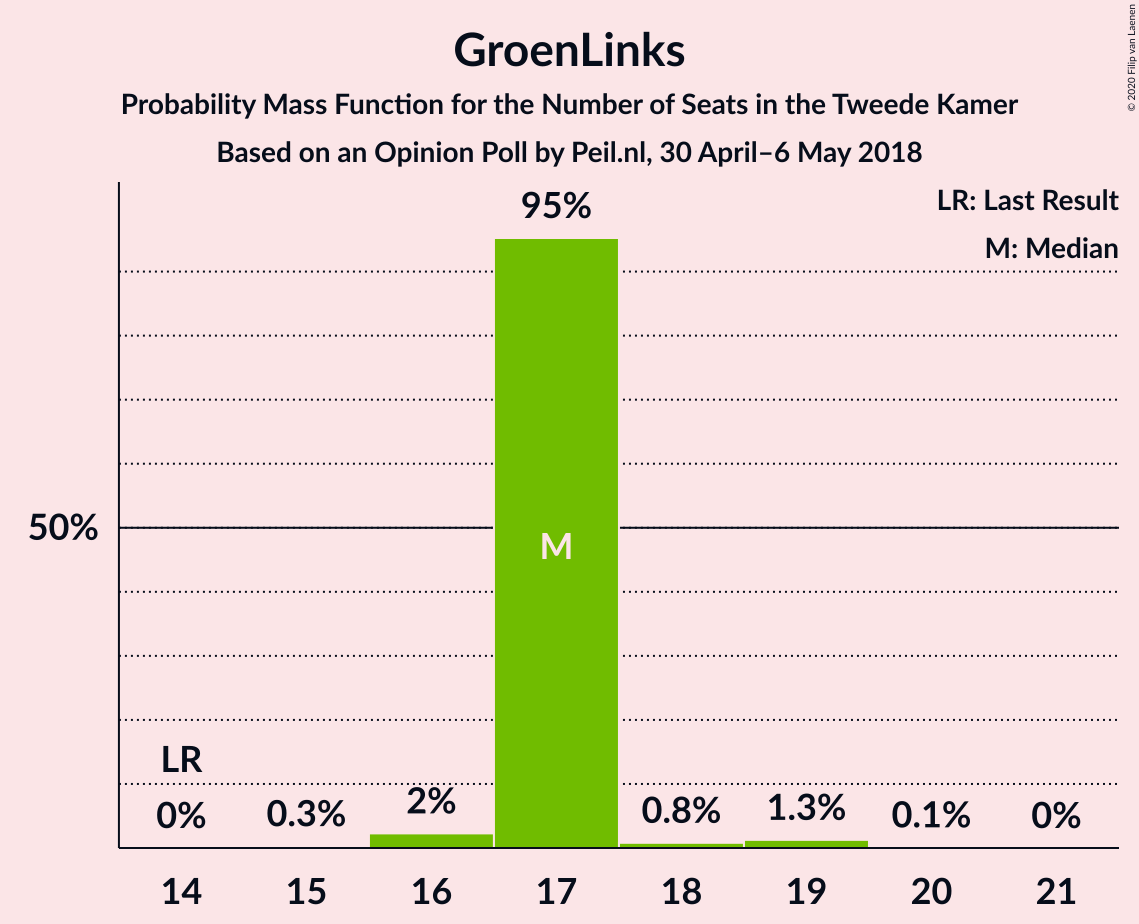 GroenLinks
Probability Mass Function for the Number of Seats in the Tweede Kamer
Based on an Opinion Poll by Peil.nl, 30 April–6 May 2018
© 2020 Filip van Laenen
LR: Last Result
M: Median
95%
50%
M
LR
0% 0.3% 2% 0.8% 1.3% 0.1% 0%
14 15 16 17 18 19 20 21